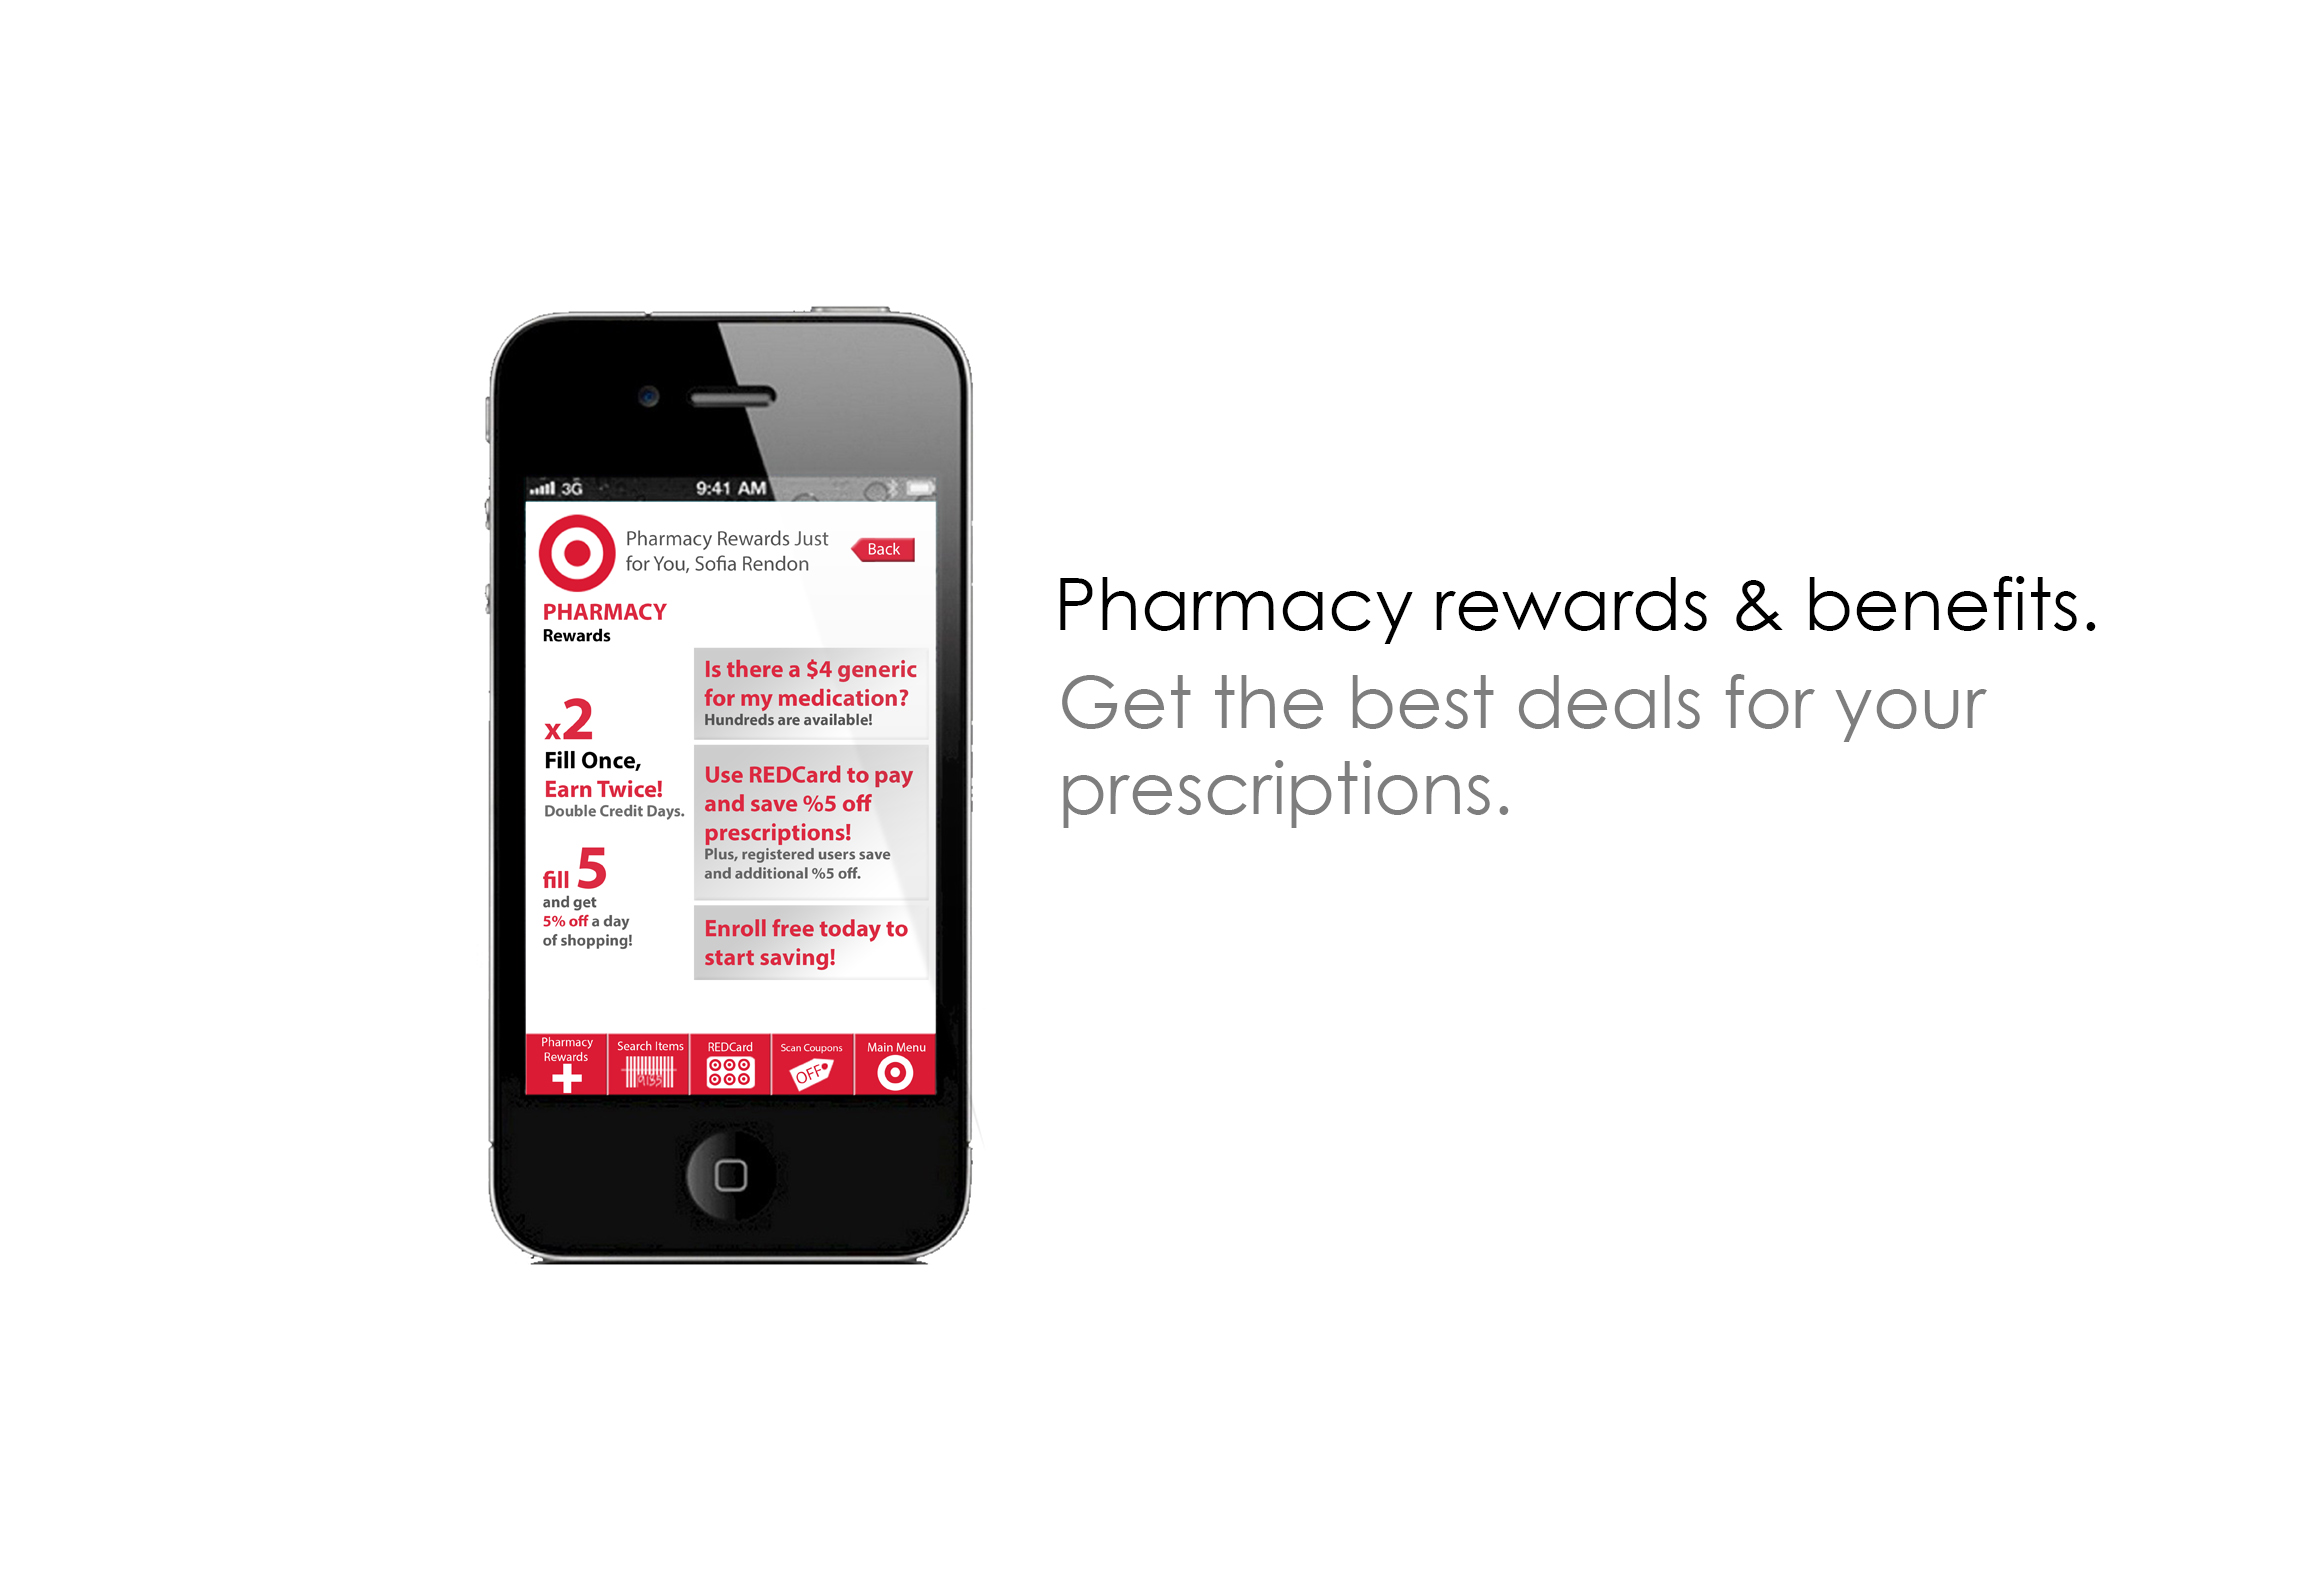 3G 9:41 AM
Pharmacy Rewards Just
for You, Sofia Rendon
Back
PHARMACY
Rewards
x2
Fill Once,
Earn Twice!
Double Credit Days.
fill 5
and get
5% off a day
of shopping!
Is there a $4 generic
for my medication?
Hundreds are available!
Use REDCard to pay
and save %5 off
prescriptions!
Plus, registered users save
and additional %5 off.
Enroll free today to
start saving!
Pharmacy
Rewards
Search Items
REDCard
Scan Coupons
OFF
Main Menu
Pharmacy rewards & benefits.
Get the best deals for your
prescriptions.